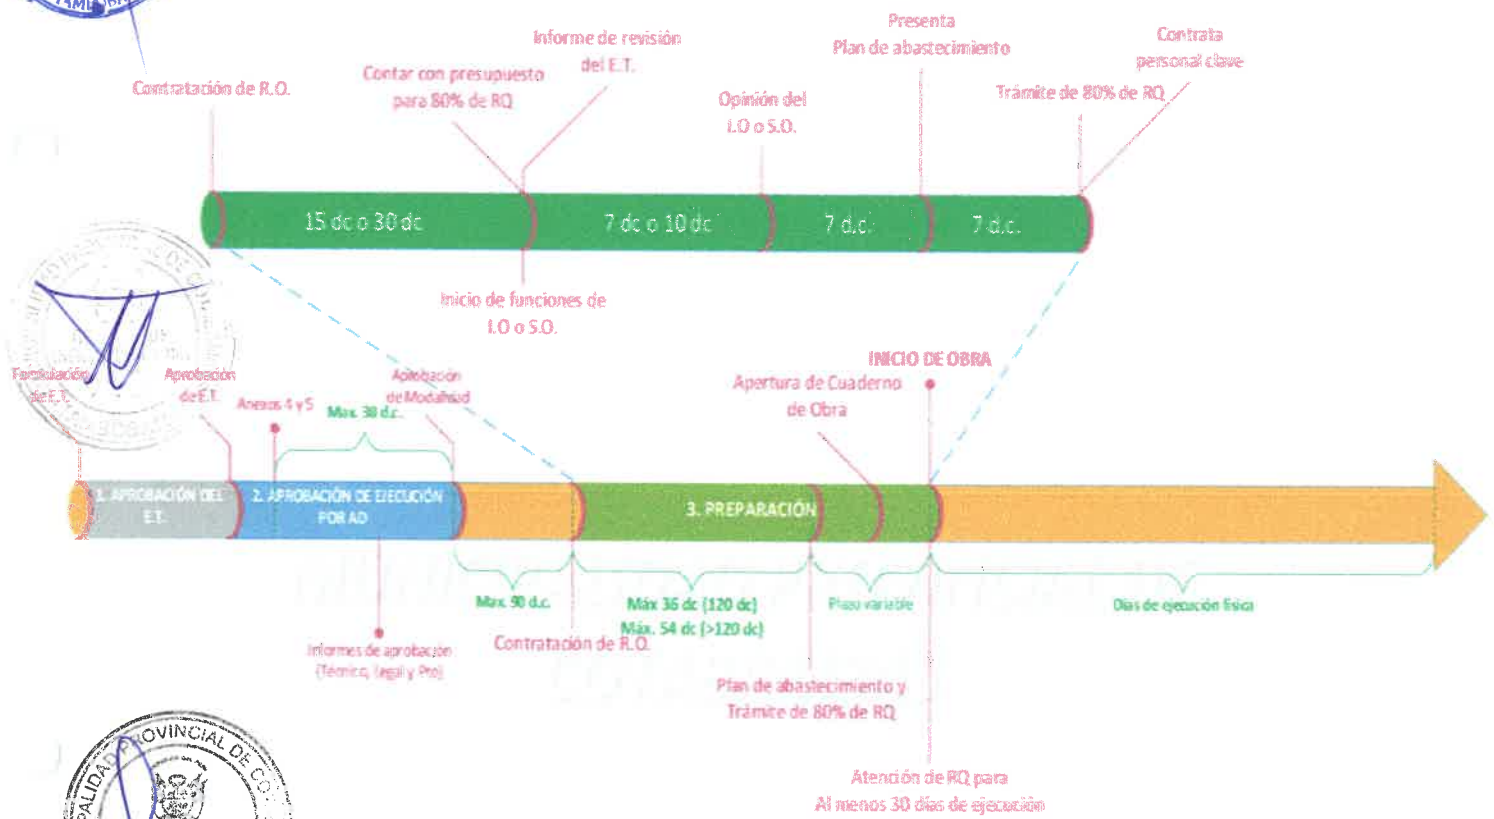 Presenta
Plan de abastecimiento
Informe de revisión
del E.T.
Contrata
personal clave
Contar con presupuesto
para 80% de RQ
Contratación de R.O.
Opinión del
I.O o S.O.
Trámite de 80% de RQ
15 dc o 30 dc
7 dc o 10 dc
7 d.c.
7 d.c.
Inicio de funciones de
I.O o S.O.
INICIO DE OBRA
Formulación
de E.T.
Aprobación
de E.T.
Anexos 4 y 5
Max. 30 d.c.
Aprobación
de Modalidad
Apertura de Cuaderno
de Obra
1. APROBACIÓN DEL
E.T.
2. APROBACIÓN DE EJECUCIÓN
POR AD
3. PREPARACIÓN
Max. 90 d.c.
Máx 36 dc (120 dc)
Máx. 54 dc (>120 dc)
Plazo variable
Días de ejecución física
Informes de aprobación
(Técnico, Legal y Pto)
Contratación de R.O.
Plan de abastecimiento y
Trámite de 80% de RQ
Atención de RQ para
Al menos 30 días de ejecución
PROVINCIAL DE